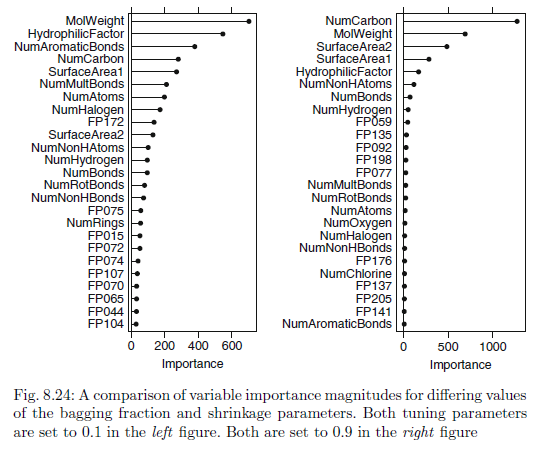 MolWeight
HydrophilicFactor
NumAromaticBonds
NumCarbon
SurfaceArea1
NumMultBonds
NumAtoms
NumHalogen
FP172
SurfaceArea2
NumNonHAtoms
NumHydrogen
NumBonds
NumRotBonds
NumNonHBonds
FP075
NumRings
FP015
FP072
FP074
FP107
FP070
FP065
FP044
FP104
0 200 400 600
Importance
NumCarbon
MolWeight
SurfaceArea2
SurfaceArea1
HydrophilicFactor
NumNonHAtoms
NumBonds
NumHydrogen
FP059
FP135
FP092
FP198
FP077
NumMultBonds
NumRotBonds
NumAtoms
NumOxygen
NumHalogen
NumNonHBonds
FP176
NumChlorine
FP137
FP205
FP141
NumAromaticBonds
0 500 1000
Importance
Fig. 8.24: A comparison of variable importance magnitudes for differing values
of the bagging fraction and shrinkage parameters. Both tuning parameters
are set to 0.1 in the left figure. Both are set to 0.9 in the right figure